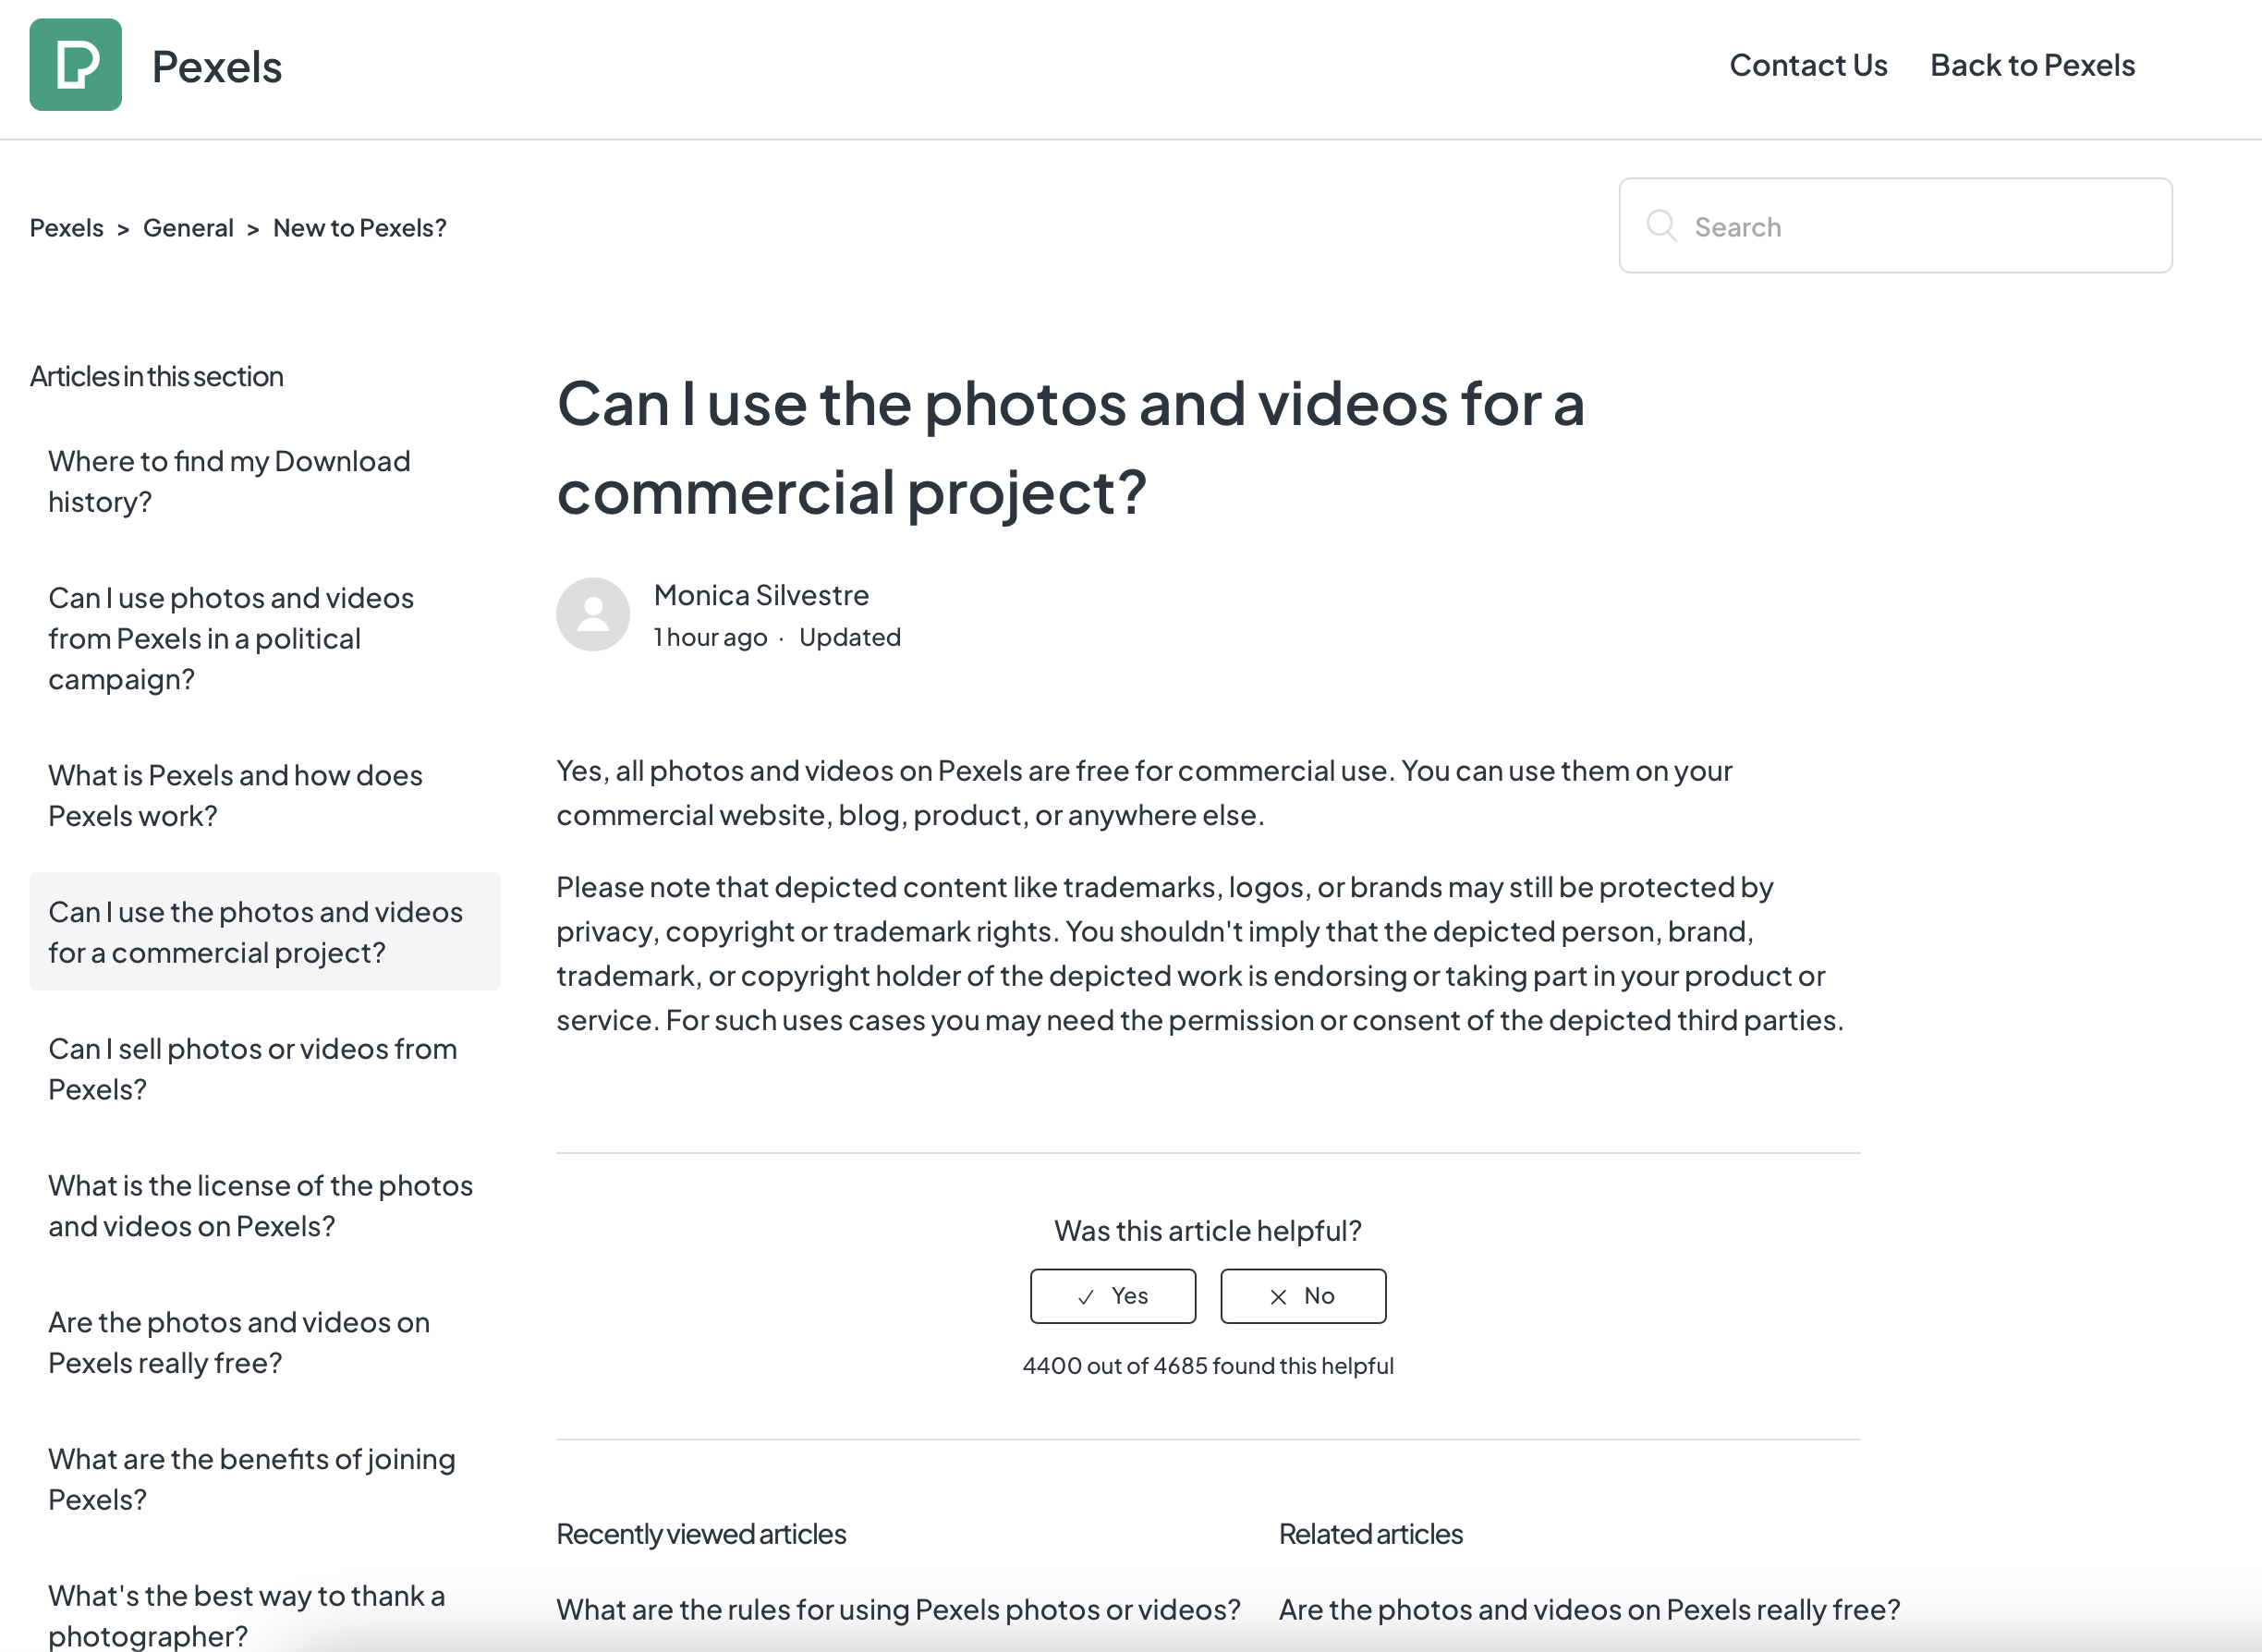 Pexels
Contact Us
Back to Pexels
Pexels > General > New to Pexels?
Search
Articles in this section
Where to find my Download
history?
Can I use photos and videos
from Pexels in a political
campaign?
What is Pexels and how does
Pexels work?
Can I use the photos and videos
for a commercial project?
Can I sell photos or videos from
Pexels?
What is the license of the photos
and videos on Pexels?
Are the photos and videos on
Pexels really free?
What are the benefits of joining
Pexels?
What's the best way to thank a
photographer?
Can I use the photos and videos for a
commercial project?
Monica Silvestre
1 hour ago · Updated
Yes, all photos and videos on Pexels are free for commercial use. You can use them on your
commercial website, blog, product, or anywhere else.
Please note that depicted content like trademarks, logos, or brands may still be protected by
privacy, copyright or trademark rights. You shouldn't imply that the depicted person, brand,
trademark, or copyright holder of the depicted work is endorsing or taking part in your product or
service. For such uses cases you may need the permission or consent of the depicted third parties.
Was this article helpful?
Yes
No
4400 out of 4685 found this helpful
Recently viewed articles
What are the rules for using Pexels photos or videos?
Related articles
Are the photos and videos on Pexels really free?